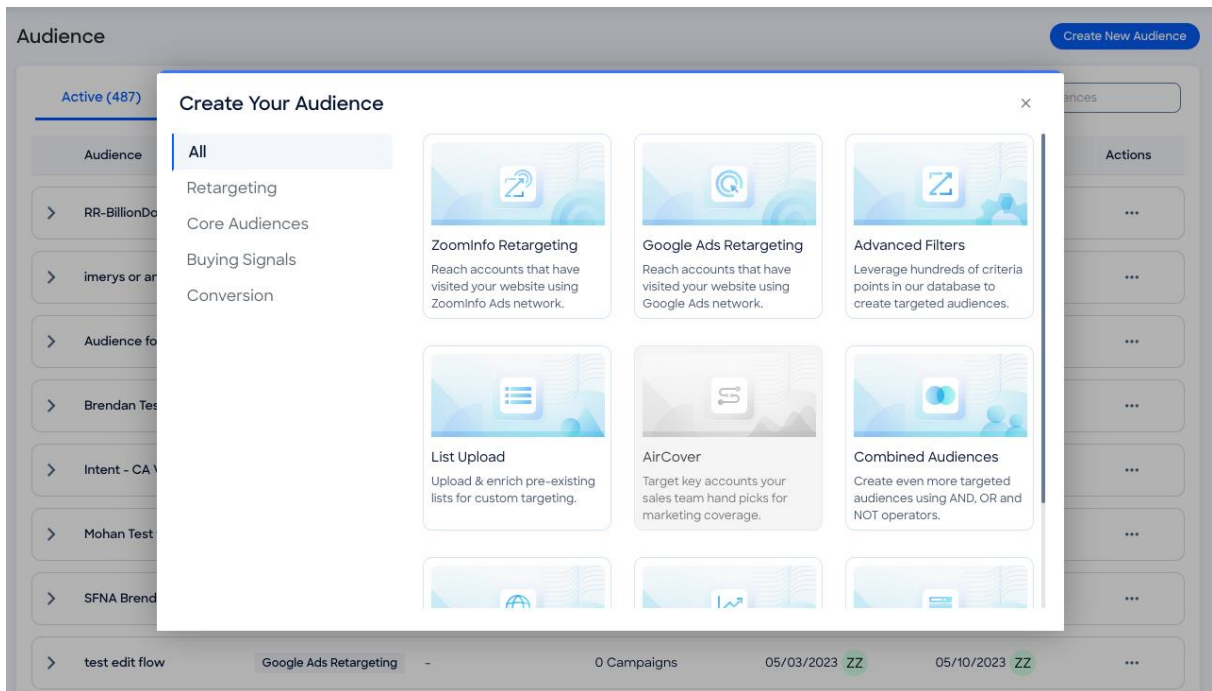 Audience
Create New Audience
Active (487)
Create Your Audience
Audience
Actions
All
Retargeting
Core Audiences
Buying Signals
Conversion
ZoomInfo Retargeting
Reach accounts that have
visited your website using
ZoomInfo Ads network.
Google Ads Retargeting
Reach accounts that have
visited your website using
Google Ads network.
Advanced Filters
Leverage hundreds of criteria
points in our database to
create targeted audiences.
List Upload
Upload & enrich pre-existing
lists for custom targeting.
AirCover
Target key accounts your
sales team hand picks for
marketing coverage.
Combined Audiences
Create even more targeted
audiences using AND, OR and
NOT operators.
RR-BillionDo
imerys or ar
Audience fo
Brendan Tes
Intent - CA
Mohan Test
SFNA Brend
test edit flow Google Ads Retargeting - 0 Campaigns 05/03/2023 ZZ 05/10/2023 ZZ